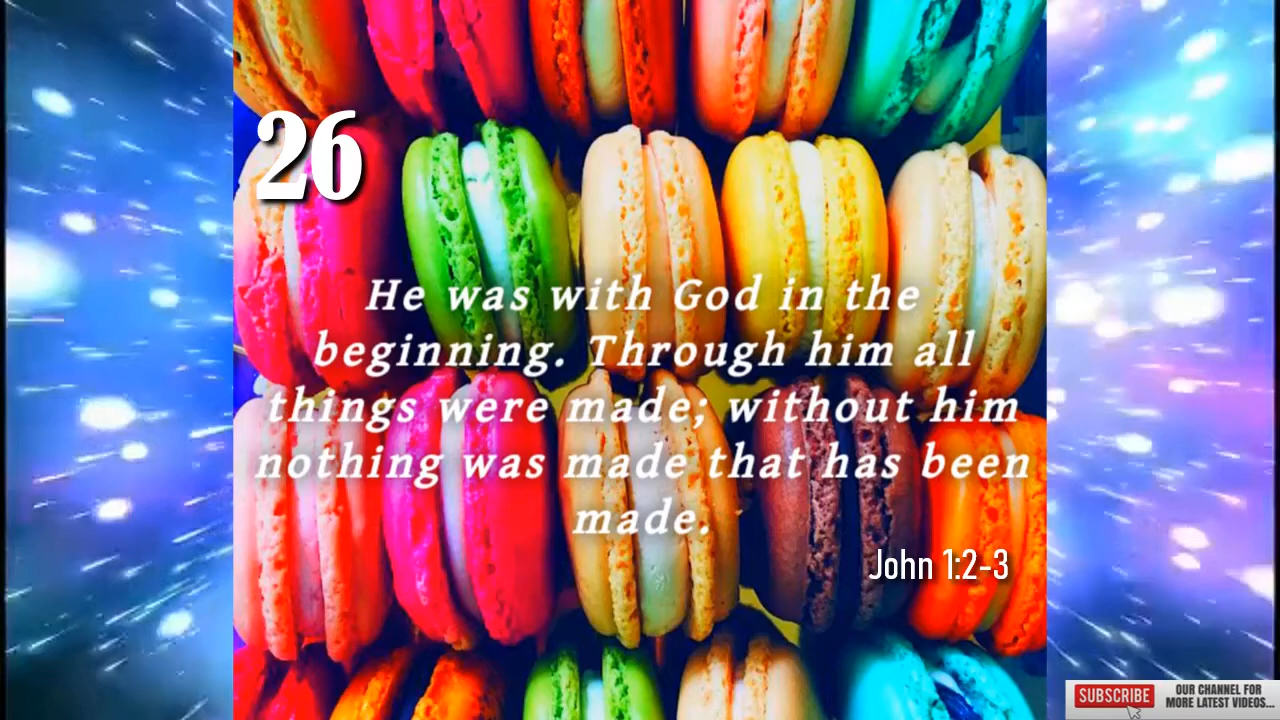 26
He was with God in the
beginning. Through him all
things were made; without him
nothing was made that has been
made.
John 1:2-3
SUBSCRIBE
OUR CHANNEL FOR
MORE LATEST VIDEOS...